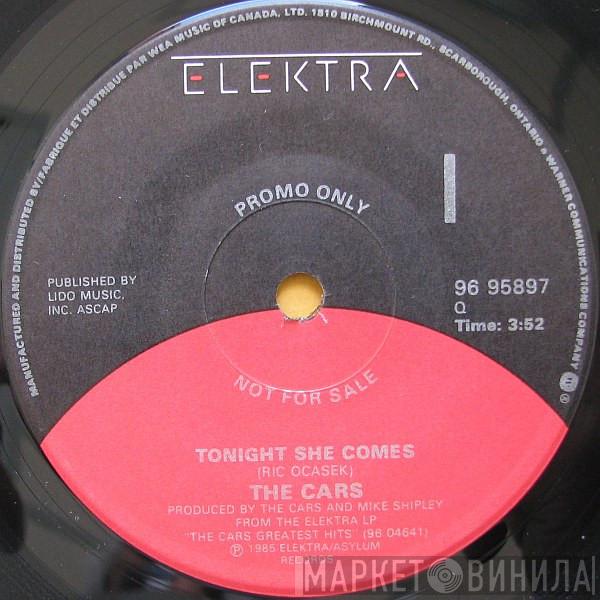 MANUFACTURED AND DISTRIBUTED BY/FABRIQUE ET DISTRIBUE PAR WEA MUSIC OF CANADA, LTD. 1810 BIRCHMOUNT RD., SCARBOROUGH, ONTARIO • A WARNER COMMUNICATIONS COMPANY
ELEKTRA
PROMO ONLY
PUBLISHED BY
LIDO MUSIC,
INC. ASCAP
96 95897
Q
Time: 3:52
NOT FOR SALE
TONIGHT SHE COMES
(RIC OCASEK)
THE CARS
PRODUCED BY THE CARS AND MIKE SHIPLEY
FROM THE ELEKTRA LP
"THE CARS GREATEST HITS" (96 04641)
Ⓟ 1985 ELEKTRA/ASYLUM
RECORDS
МАРКЕТ ВИНИЛА